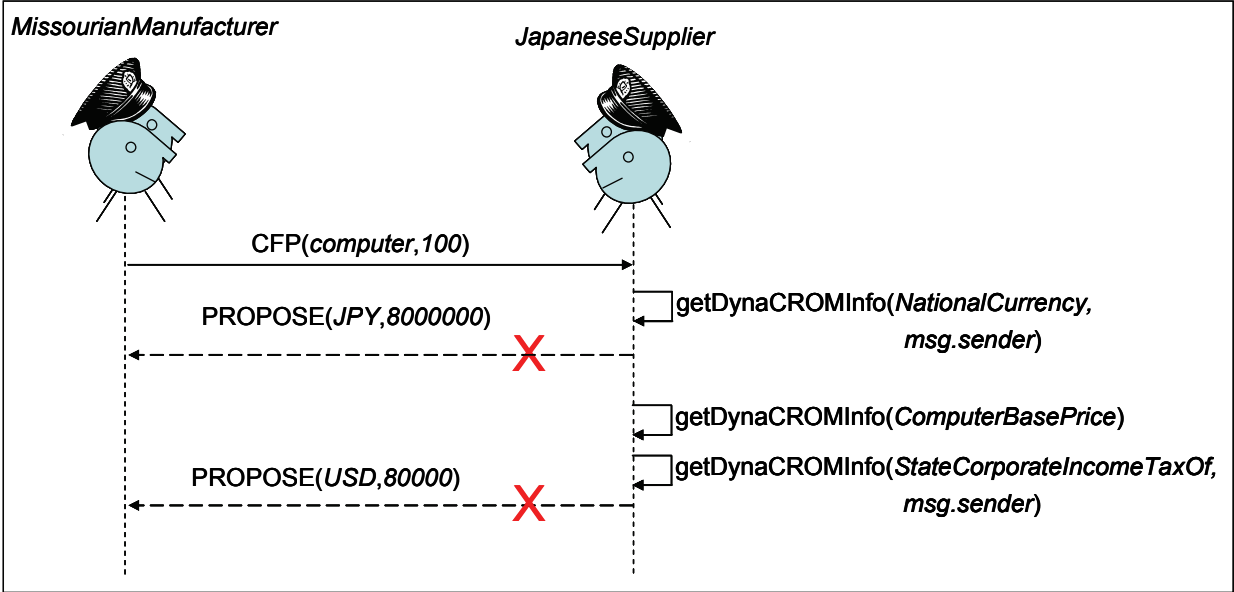 MissourianManufacturer
JapaneseSupplier
CFP(computer,100)
getDynaCROMInfo(NationalCurrency,
msg.sender)
PROPOSE(JPY,8000000)
X
getDynaCROMInfo(ComputerBasePrice)
getDynaCROMInfo(StateCorporateIncomeTaxOf,
msg.sender)
PROPOSE(USD,80000)
X